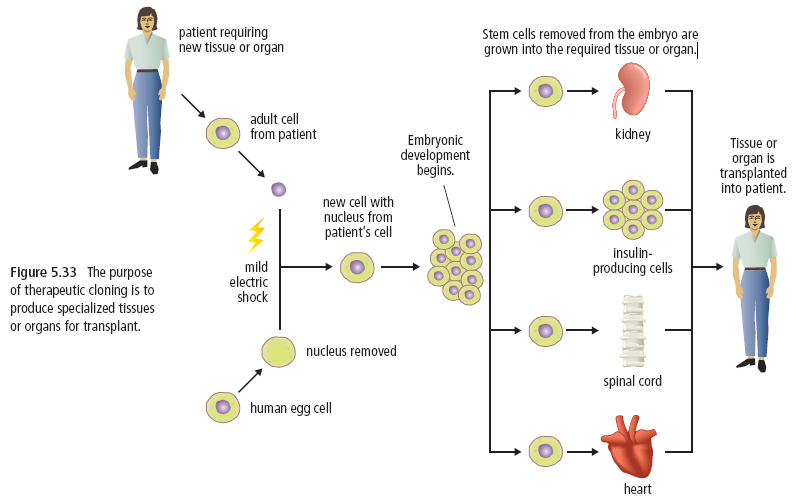 patient requiring
new tissue or organ
adult cell
from patient
mild
electric
shock
nucleus removed
human egg cell
new cell with
nucleus from
patient's cell
Embryonic
development
begins.
Stem cells removed from the embryo are
grown into the required tissue or organ.
kidney
insulin-
producing cells
spinal cord
heart
Tissue or
organ is
transplanted
into patient.
Figure 5.33 The purpose
of therapeutic cloning is to
produce specialized tissues
or organs for transplant.